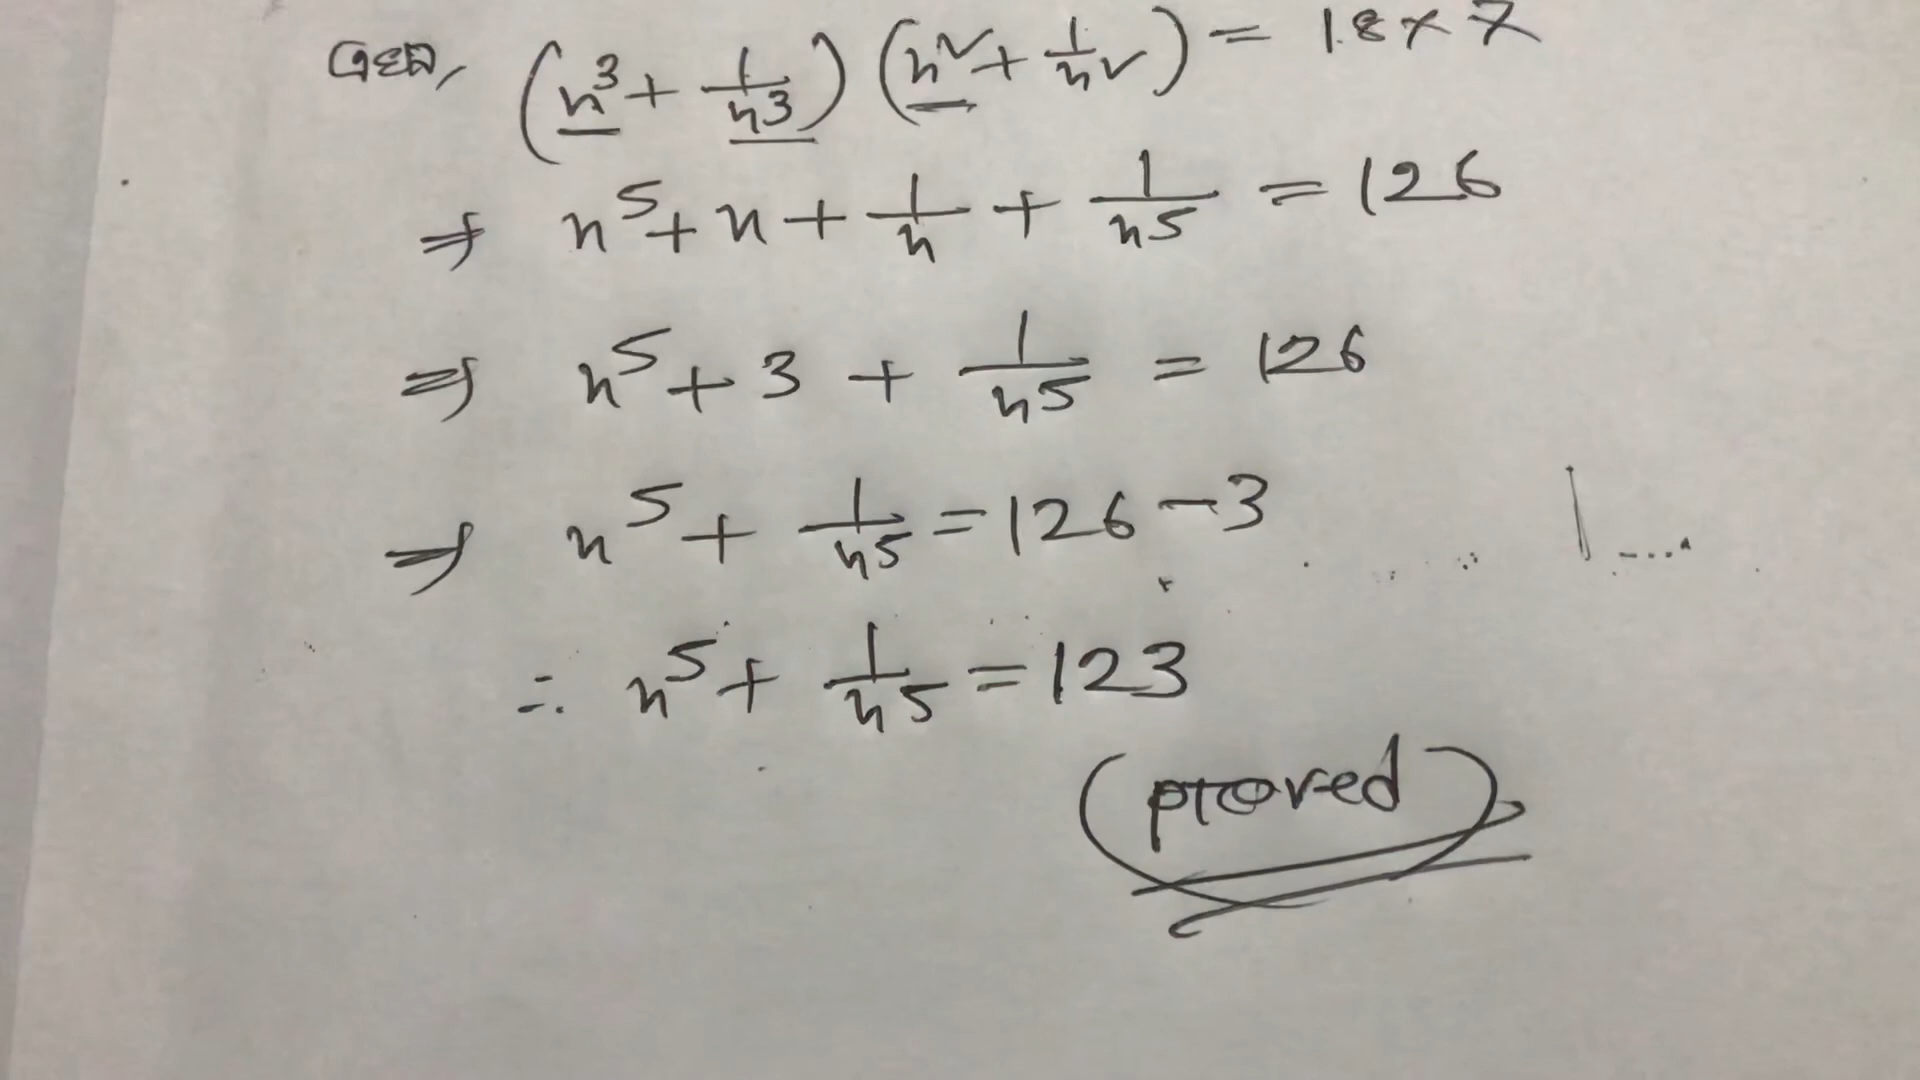 এখন, (x³ + 1/x³) (x² + 1/x²) = 18 × 7
⇒ x⁵ + x + 1/x + 1/x⁵ = 126
⇒ x⁵ + 3 + 1/x⁵ = 126
⇒ x⁵ + 1/x⁵ = 126 - 3
∴ x⁵ + 1/x⁵ = 123
(proved)